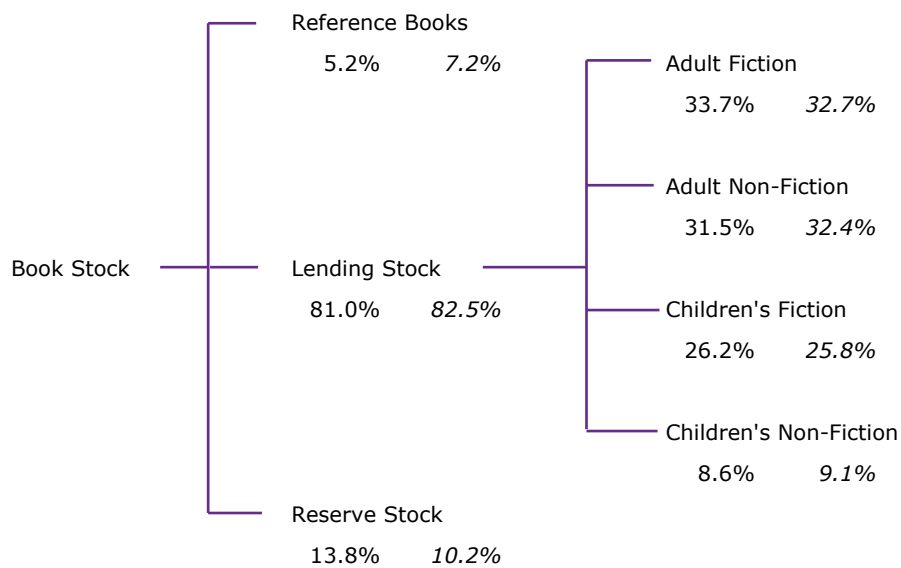 Reference Books
5.2% 7.2%
Adult Fiction
33.7% 32.7%
Adult Non-Fiction
31.5% 32.4%
Book Stock
Lending Stock
81.0% 82.5%
Children's Fiction
26.2% 25.8%
Children's Non-Fiction
8.6% 9.1%
Reserve Stock
13.8% 10.2%